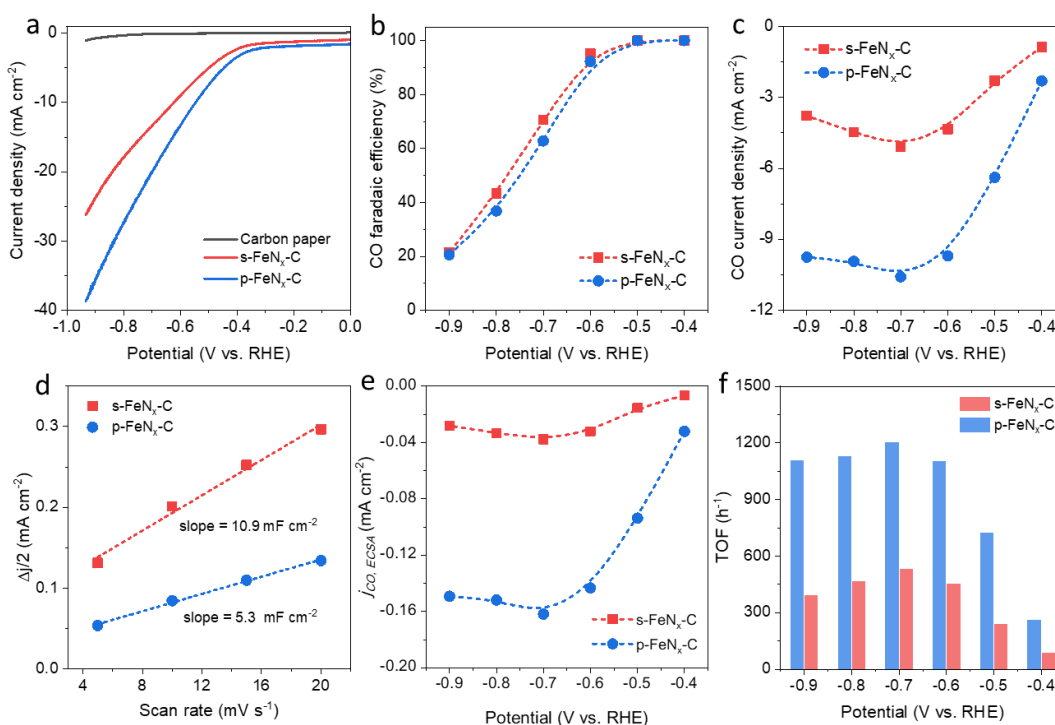 a
0
-10
-20
-30
-40
-1.0 -0.8 -0.6 -0.4 -0.2 0.0
Current density (mA cm⁻²)
Potential (V vs. RHE)
Carbon paper
s-FeNₓ-C
p-FeNₓ-C
b
100
80
60
40
20
0
-0.9 -0.8 -0.7 -0.6 -0.5 -0.4
CO faradaic efficiency (%)
Potential (V vs. RHE)
s-FeNₓ-C
p-FeNₓ-C
c
0
-3
-6
-9
-12
-0.9 -0.8 -0.7 -0.6 -0.5 -0.4
CO current density (mA cm⁻²)
Potential (V vs. RHE)
s-FeNₓ-C
p-FeNₓ-C
d
0.3
0.2
0.1
0.0
4 8 12 16 20
Δj/2 (mA cm⁻²)
Scan rate (mV s⁻¹)
s-FeNₓ-C
p-FeNₓ-C
slope = 10.9 mF cm⁻²
slope = 5.3 mF cm⁻²
e
0.00
-0.04
-0.08
-0.12
-0.16
-0.20
-0.9 -0.8 -0.7 -0.6 -0.5 -0.4
j_CO, ECSA (mA cm⁻²)
Potential (V vs. RHE)
s-FeNₓ-C
p-FeNₓ-C
f
1500
1200
900
600
300
0
-0.9 -0.8 -0.7 -0.6 -0.5 -0.4
TOF (h⁻¹)
Potential (V vs. RHE)
s-FeNₓ-C
p-FeNₓ-C